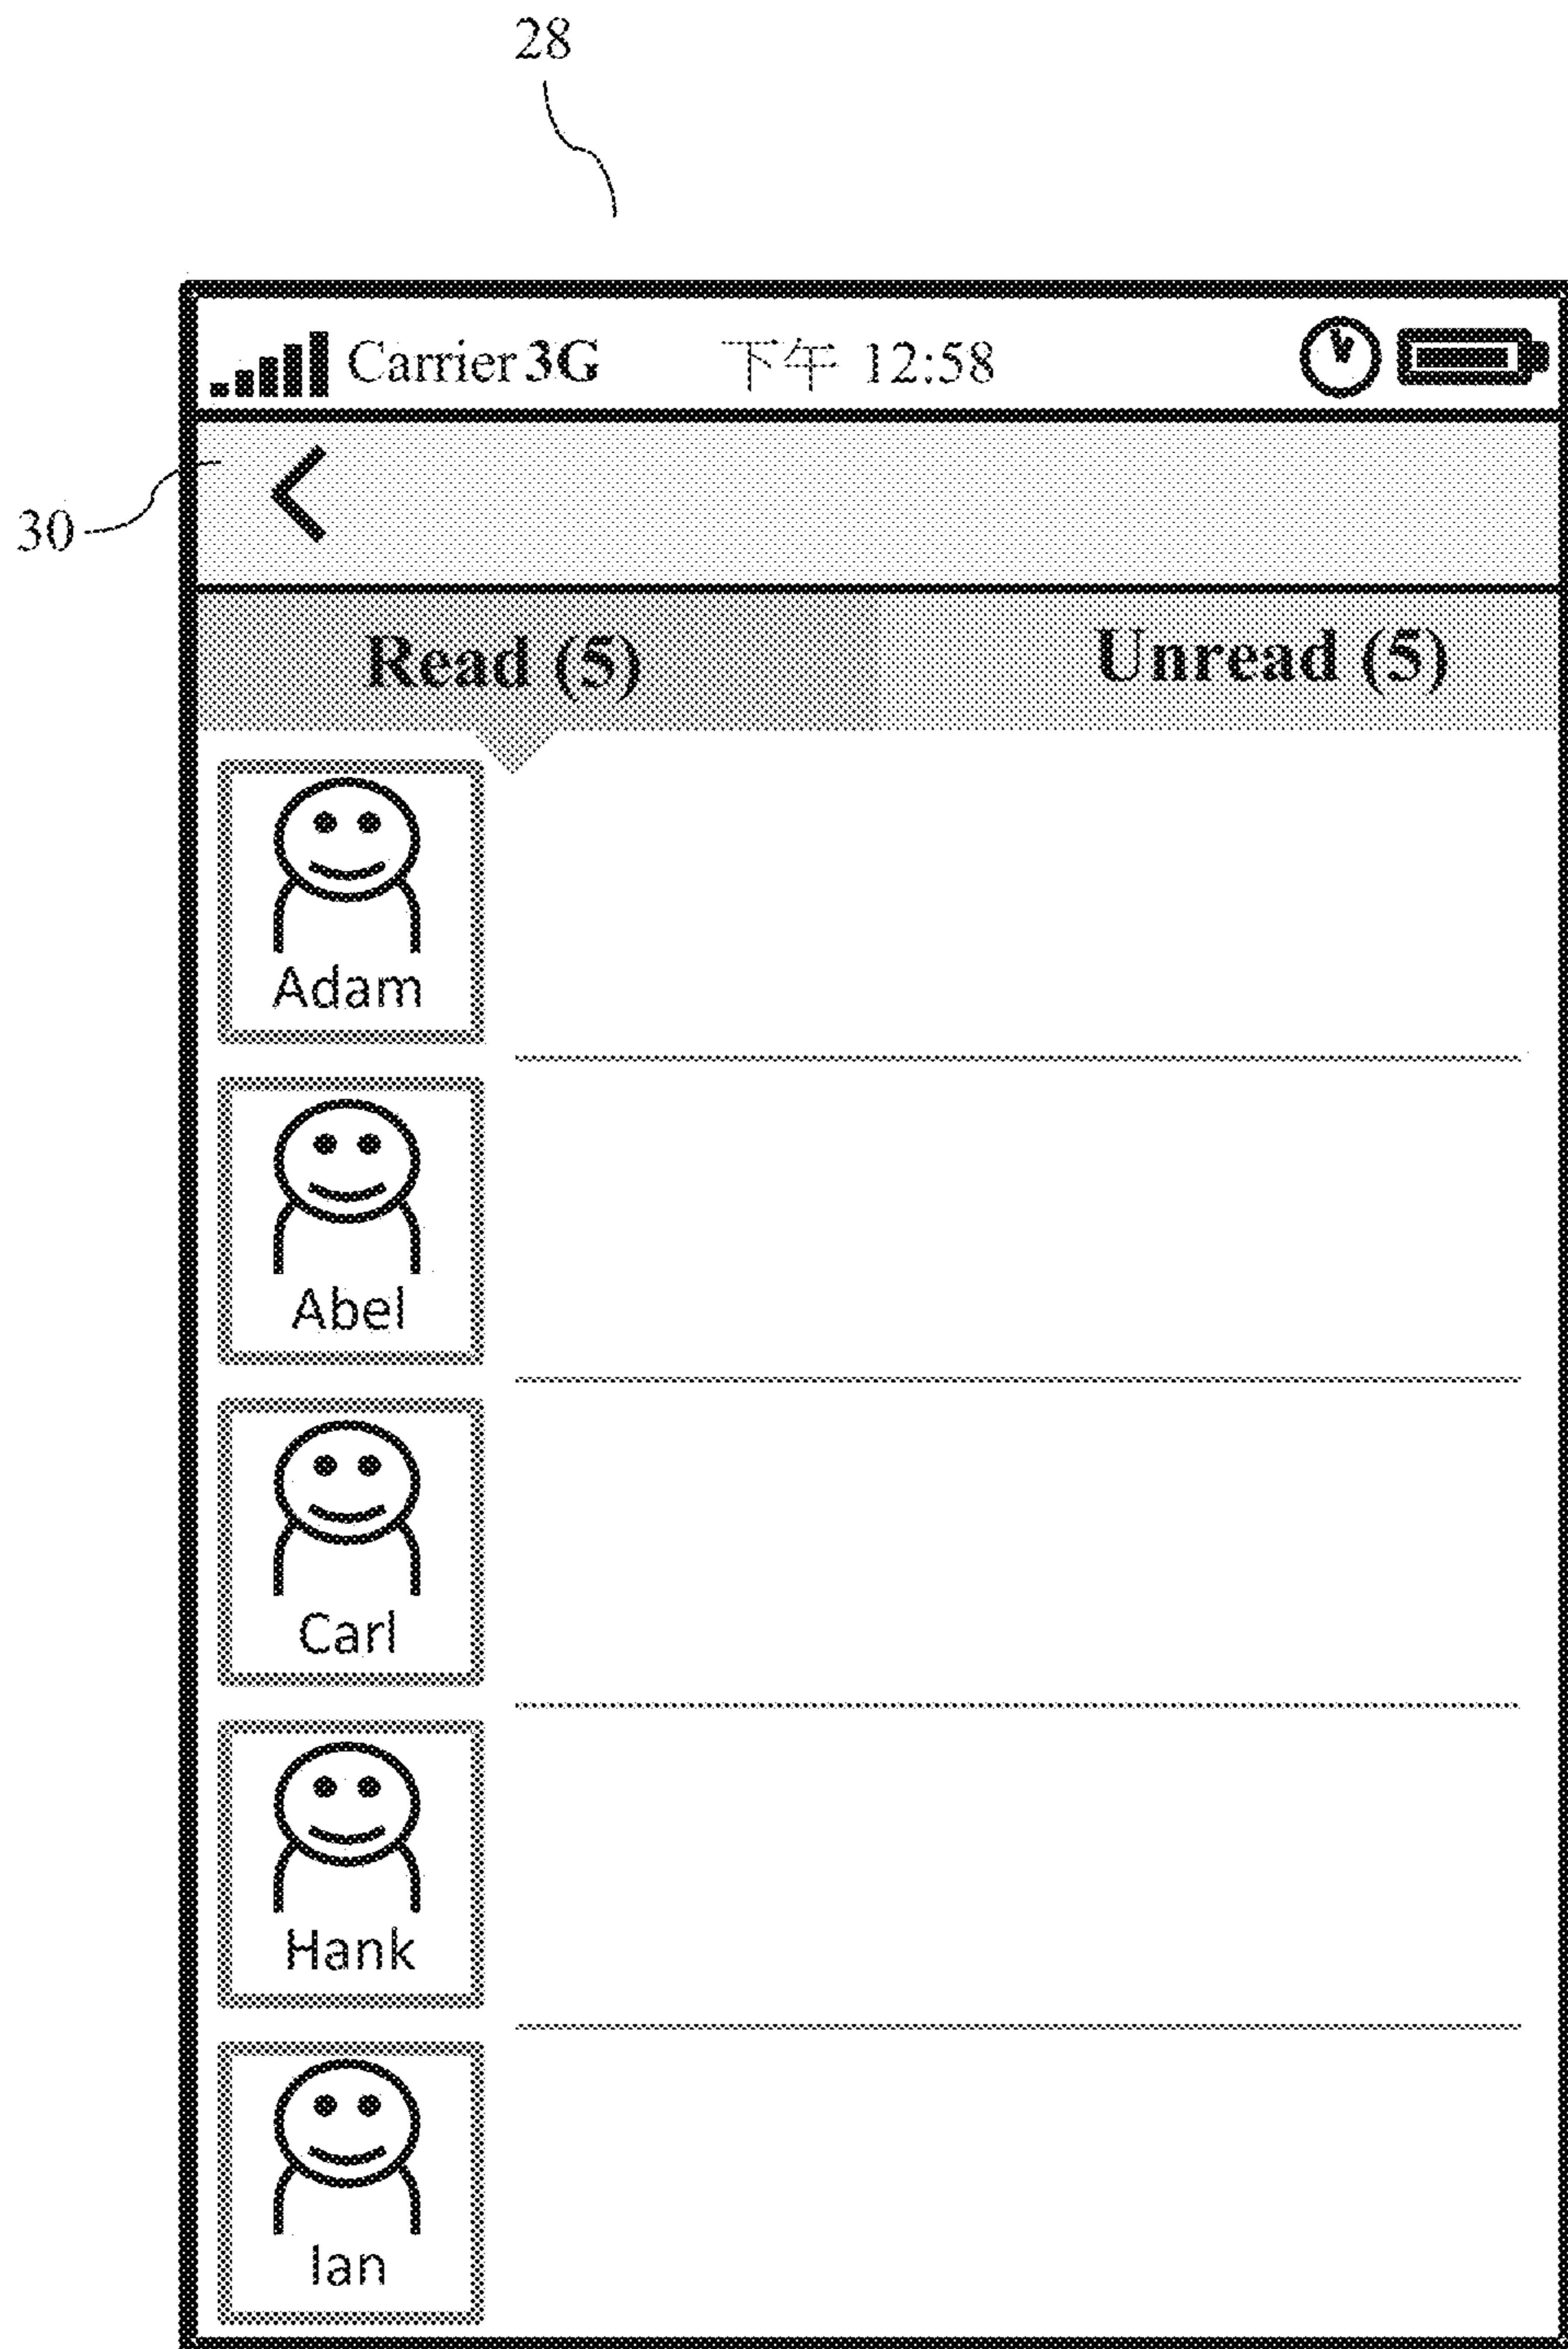 28
Carrier 3G 下午 12:58
30
Read (5) Unread (5)
Adam
Abel
Carl
Hank
Ian